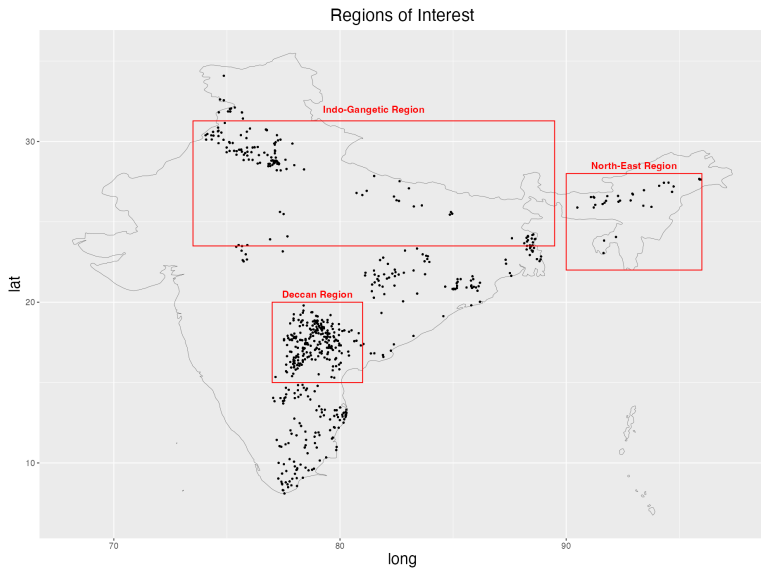 Regions of Interest
Indo-Gangetic Region
North-East Region
Deccan Region
lat
30
20
10
70
80
90
long